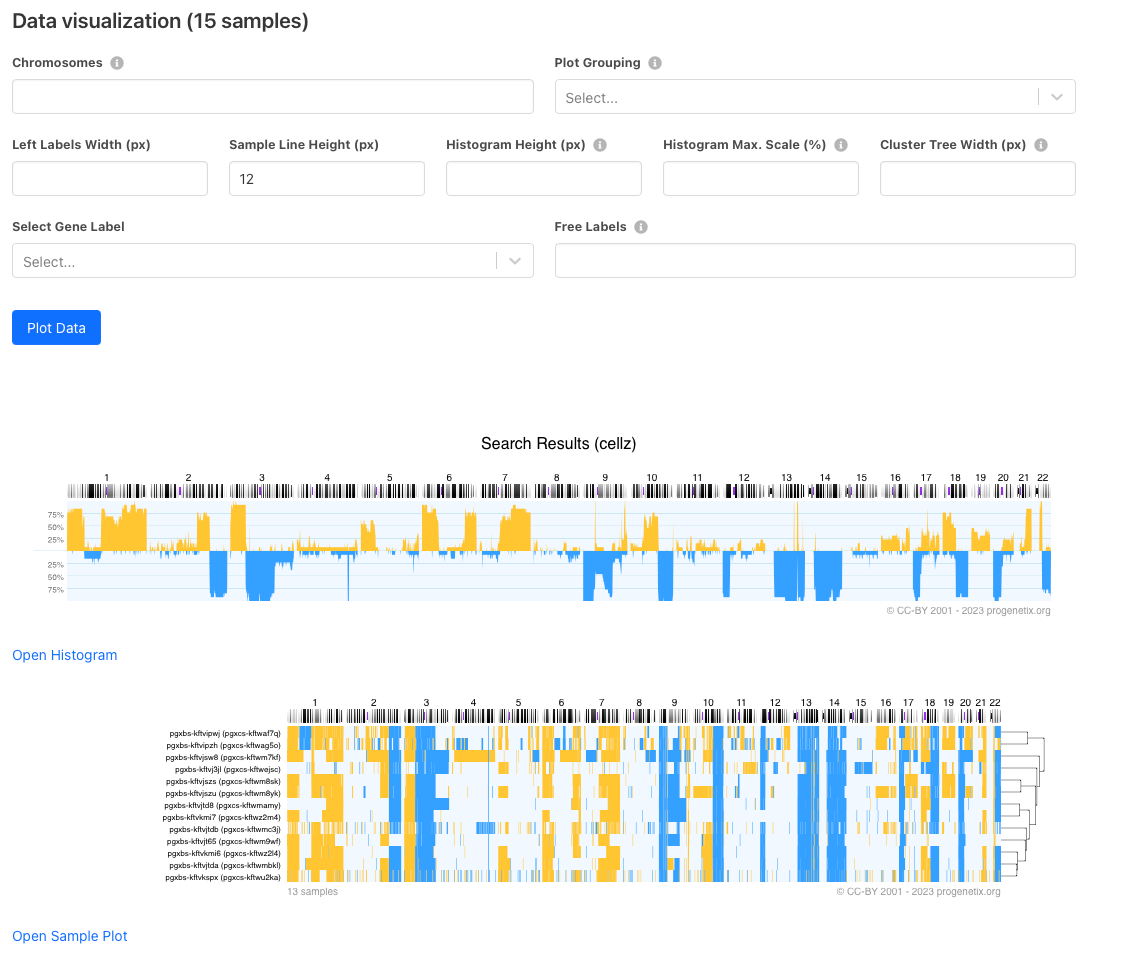 Data visualization (15 samples)
Chromosomes
Plot Grouping
Select...
Left Labels Width (px)
Sample Line Height (px)
Histogram Height (px)
Histogram Max. Scale (%)
Cluster Tree Width (px)
12
Select Gene Label
Free Labels
Select...
Plot Data
Search Results (cellz)
1 2 3 4 5 6 7 8 9 10 11 12 13 14 15 16 17 18 19 20 21 22
75%
50%
25%
25%
50%
75%
© CC-BY 2001 - 2023 progenetix.org
Open Histogram
1 2 3 4 5 6 7 8 9 10 11 12 13 14 15 16 17 18 19 20 21 22
pgxbs-kftvipwj (pgxcs-kftwaf7q)
pgxbs-kftvipzh (pgxcs-kftwag5o)
pgxbs-kftvjsw8 (pgxcs-kftwm7kf)
pgxbs-kftvj3jl (pgxcs-kftwejsc)
pgxbs-kftvjszs (pgxcs-kftwm8sk)
pgxbs-kftvjszu (pgxcs-kftwm8yk)
pgxbs-kftvjtd8 (pgxcs-kftwmamy)
pgxbs-kftvkmi7 (pgxcs-kftwz2m4)
pgxbs-kftvjtdb (pgxcs-kftwmc3j)
pgxbs-kftvjt65 (pgxcs-kftwm9wf)
pgxbs-kftvkmi6 (pgxcs-kftwz2l4)
pgxbs-kftvjtda (pgxcs-kftwmbkl)
pgxbs-kftvkspx (pgxcs-kftwu2ka)
13 samples
© CC-BY 2001 - 2023 progenetix.org
Open Sample Plot